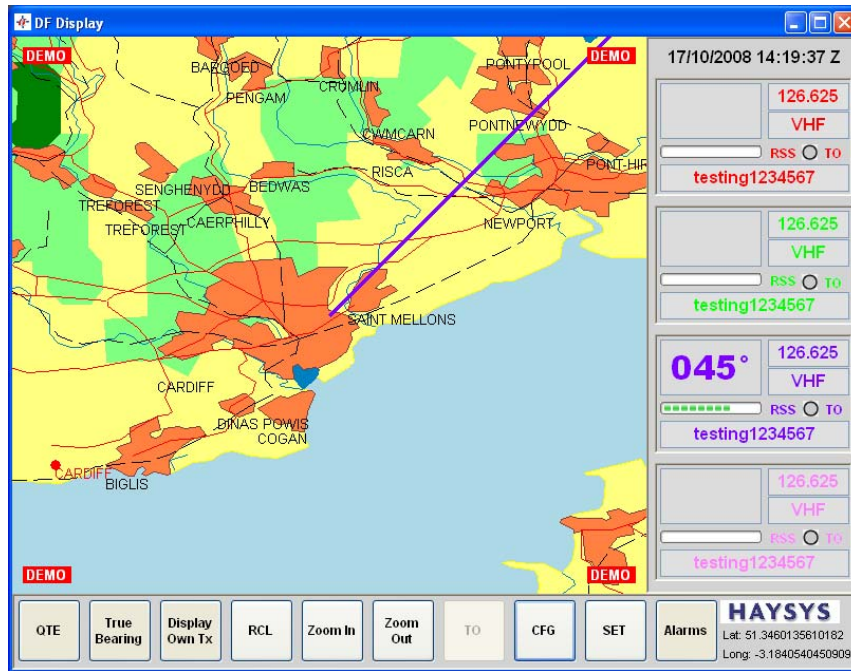 DF Display
DEMO
DEMO
BARGOED
PENGAM
CRUMLIN
PONTYPOOL
CWMCARN
PONTNEWYDD
RISCA
PONT-HIR
SENGHENYDD
BEDWAS
TREFOREST
TREFOREST
CAERPHILLY
NEWPORT
SAINT MELLONS
CARDIFF
DINAS POWIS
COGAN
CARDIFF
BIGLIS
DEMO
DEMO
17/10/2008 14:19:37 Z
126.625
VHF
RSS TO
testing1234567
126.625
VHF
RSS TO
testing1234567
045°
126.625
VHF
RSS TO
testing1234567
126.625
VHF
RSS TO
testing1234567
QTE
True
Bearing
Display
Own Tx
RCL
Zoom In
Zoom
Out
TO
CFG
SET
Alarms
HAYSYS
Lat: 51.3460135610182
Long: -3.1840540450909